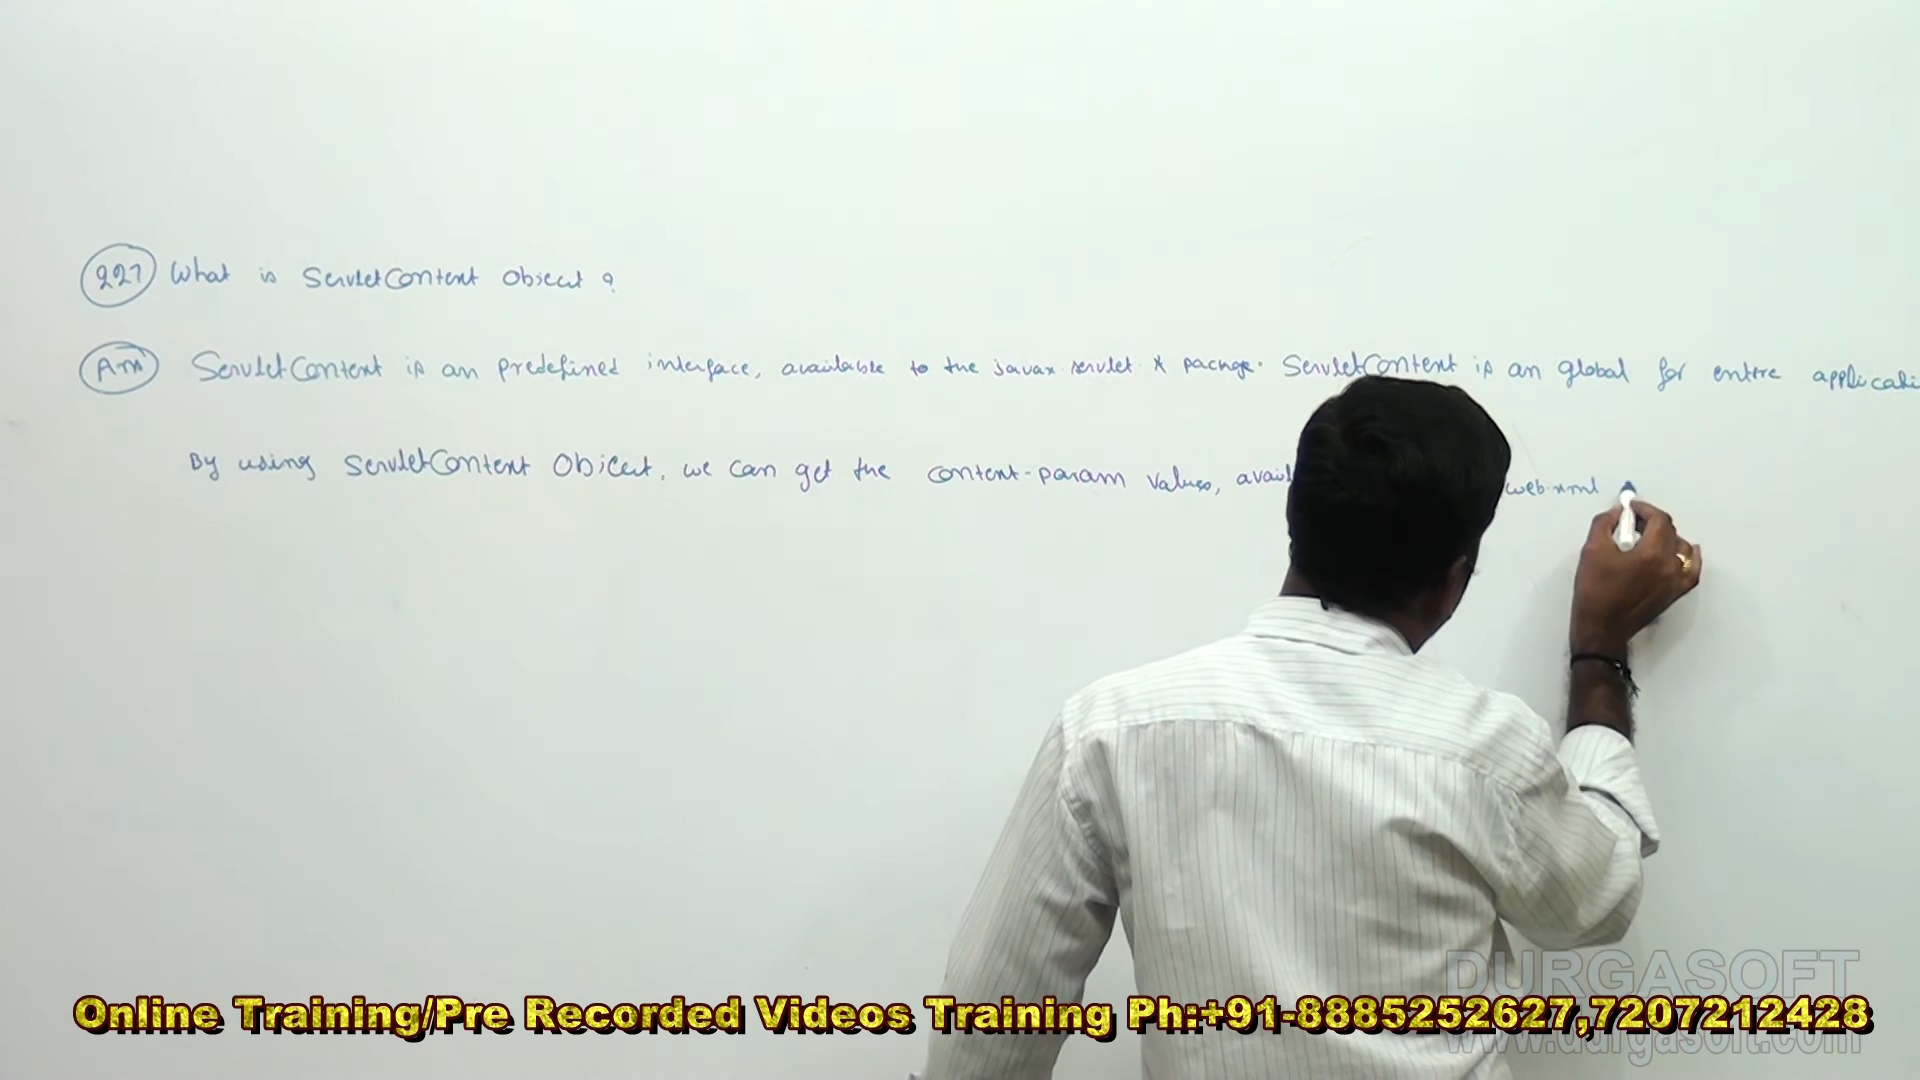 227 What is ServletContent Object ?
Ans ServletContent is an predefined interface, available to the javax.servlet.* package. ServletContent is an global for entire applicati
By using ServletContent Object, we can get the content-param values, avail web.xml
DURGASOFT
Online Training/Pre Recorded Videos Training Ph:+91-8885252627,7207212428
www.durgasoft.com